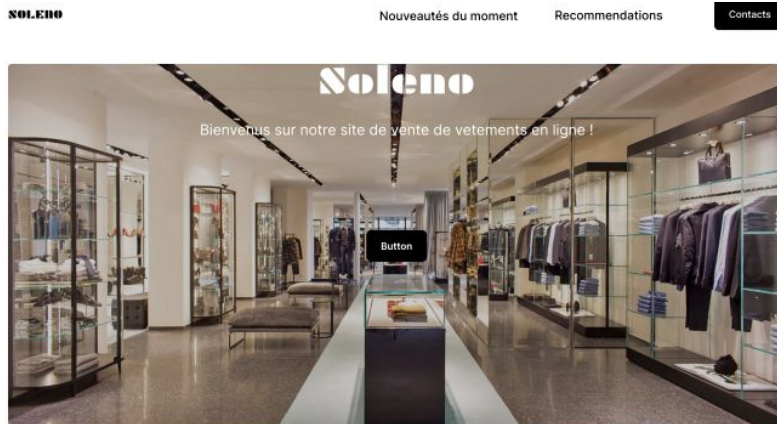 SOLENO
Nouveautés du moment
Recommendations
Contacts
Soleno
Bienvenus sur notre site de vente de vetements en ligne !
Button